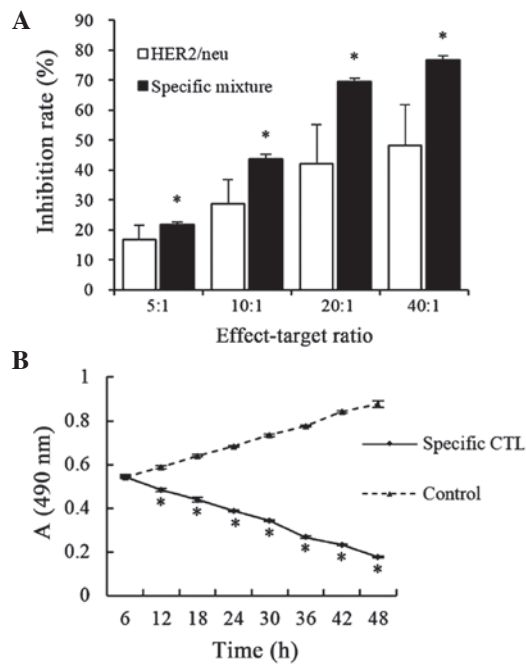 A
90
80
70
60
50
40
30
20
10
0
Inhibition rate (%)
HER2/neu
Specific mixture
*
*
*
*
5:1
10:1
20:1
40:1
Effect-target ratio
B
1
0.8
0.6
0.4
0.2
0
A (490 nm)
Specific CTL
Control
*
*
*
*
*
*
*
6 12 18 24 30 36 42 48
Time (h)